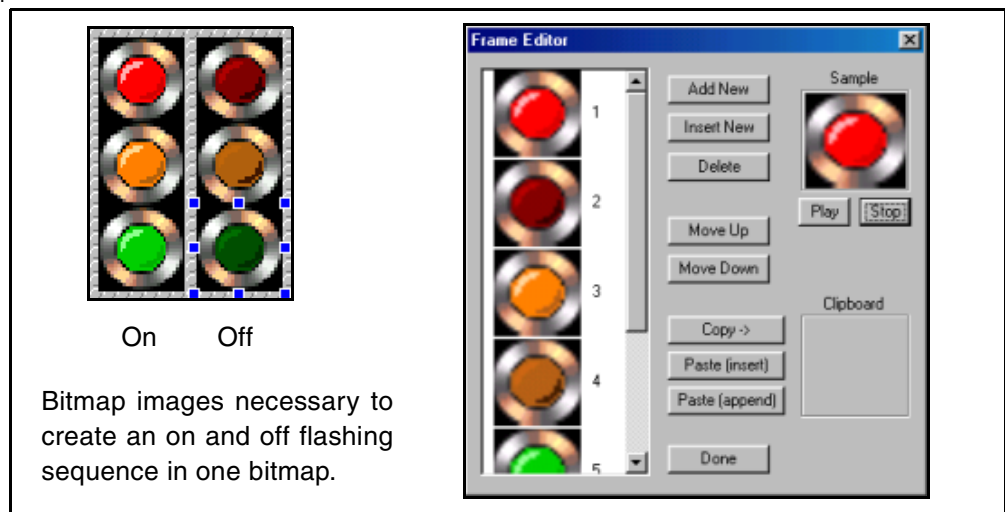 On Off
Bitmap images necessary to
create an on and off flashing
sequence in one bitmap.
Frame Editor
1
2
3
4
5
Add New
Insert New
Delete
Move Up
Move Down
Copy ->
Paste (insert)
Paste (append)
Done
Sample
Play Stop
Clipboard